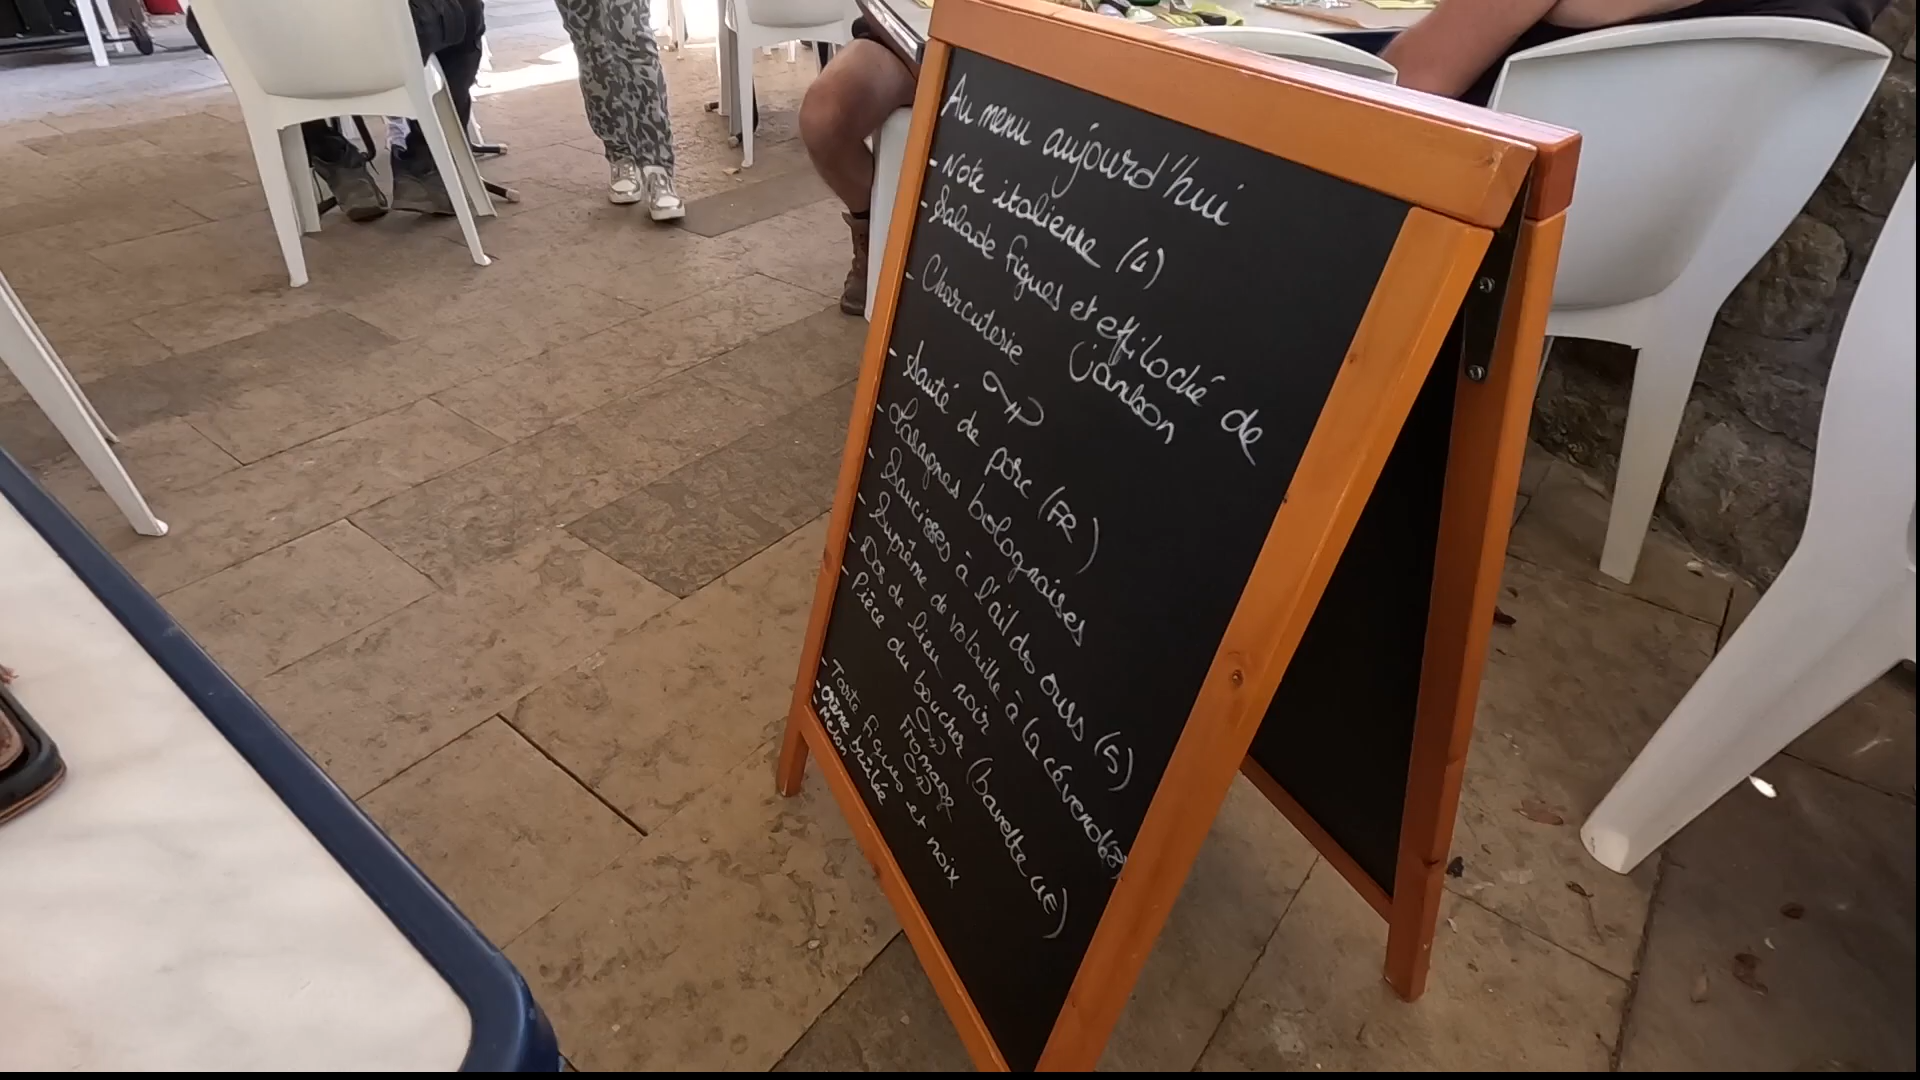 Au menu aujourd'hui
- Note italienne (4)
- Salade figues et effiloché de
jambon
- Charcuterie
- Sauté de porc (FR)
- Lasagnes bolognaises
- Saucisses à l'ail des ours (5)
- Suprême de volaille à la cévenole
- Dos de lieu noir
- Pièce du boucher (bavette UE)
Fromage
- Tarte figues et noix
- Crème brûlée
- Melon